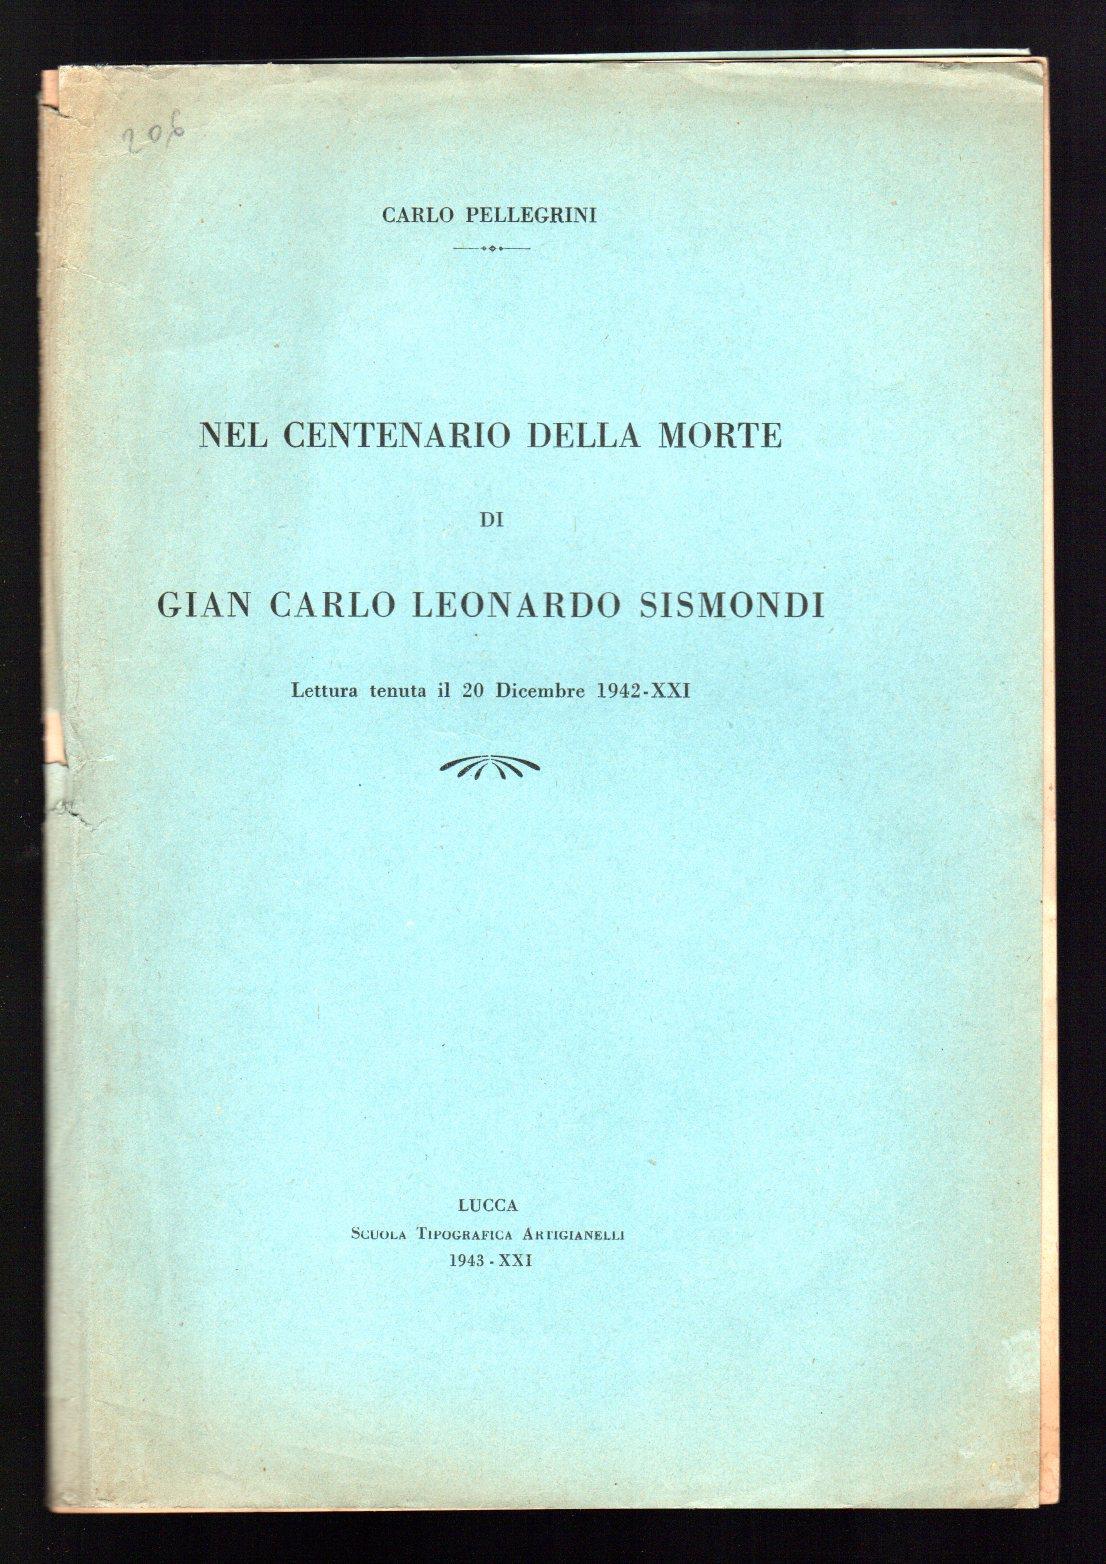 206
CARLO PELLEGRINI
NEL CENTENARIO DELLA MORTE
DI
GIAN CARLO LEONARDO SISMONDI
Lettura tenuta il 20 Dicembre 1942-XXI
LUCCA
SCUOLA TIPOGRAFICA ARTIGIANELLI
1943 - XXI